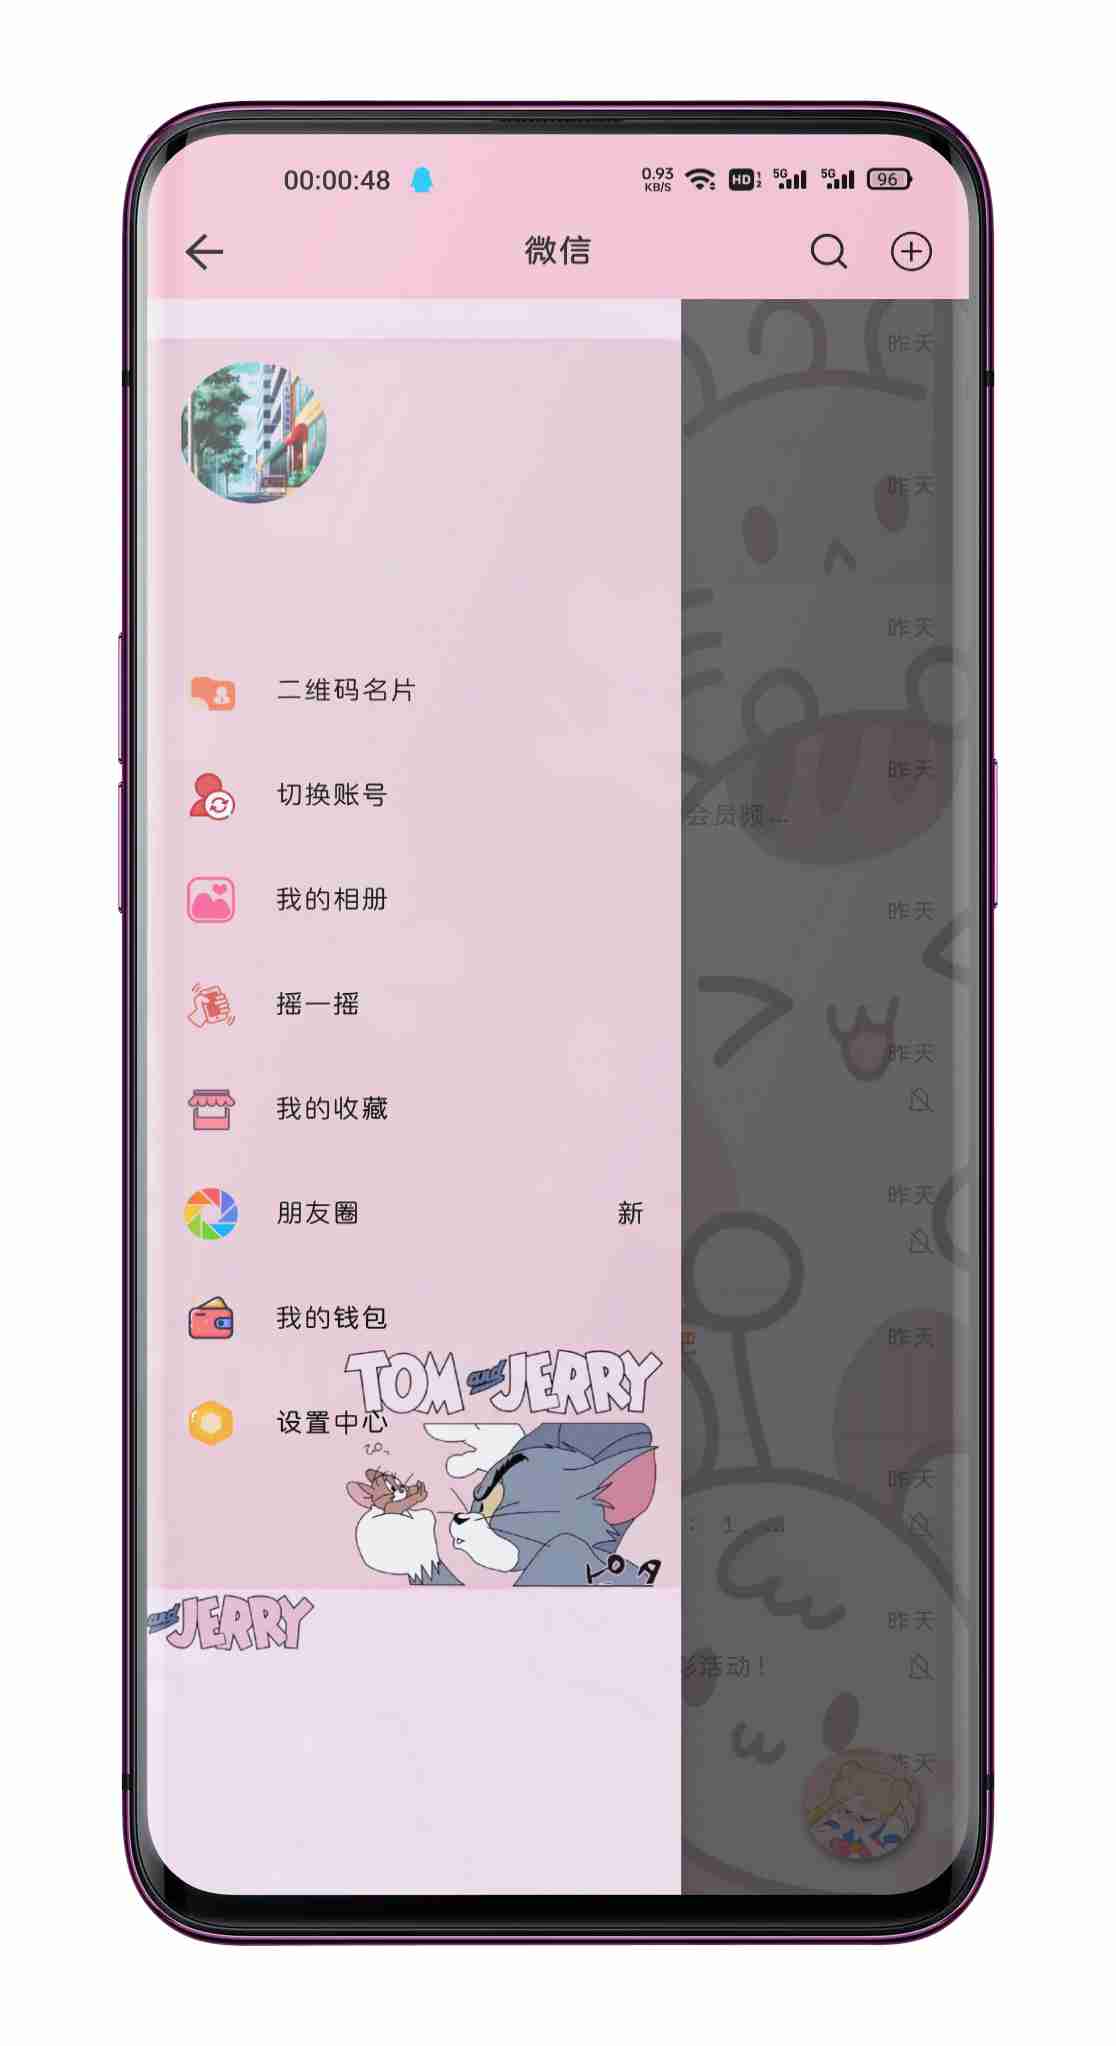 00:00:48
0.93 KB/S
HD 1 2
5G
5G
96
微信
昨天
昨天
昨天
二维码名片
昨天
切换账号
会员频...
我的相册
昨天
摇一摇
昨天
我的收藏
昨天
朋友圈
新
我的钱包
昨天
TOM and JERRY
设置中心
昨天
: 1 ...
and JERRY
昨天
活动！
昨天